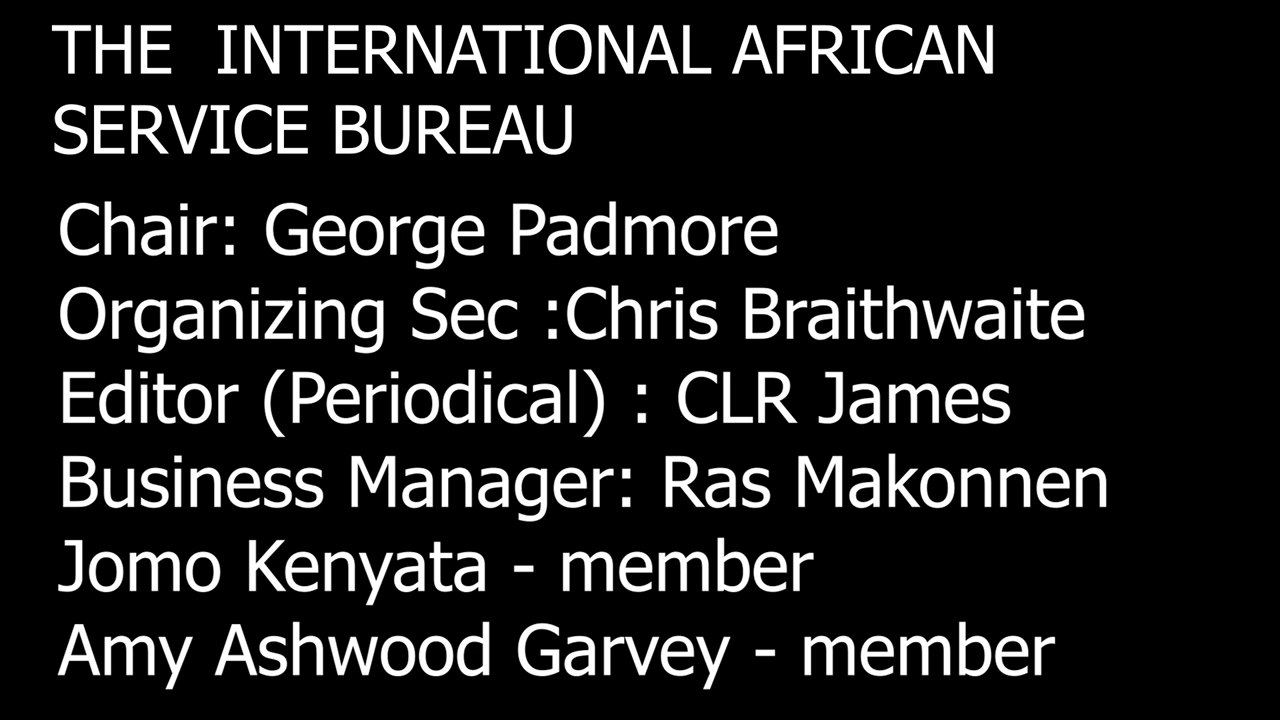 THE  INTERNATIONAL AFRICAN
SERVICE BUREAU
Chair: George Padmore
Organizing Sec :Chris Braithwaite
Editor (Periodical) : CLR James
Business Manager: Ras Makonnen
Jomo Kenyata - member
Amy Ashwood Garvey - member